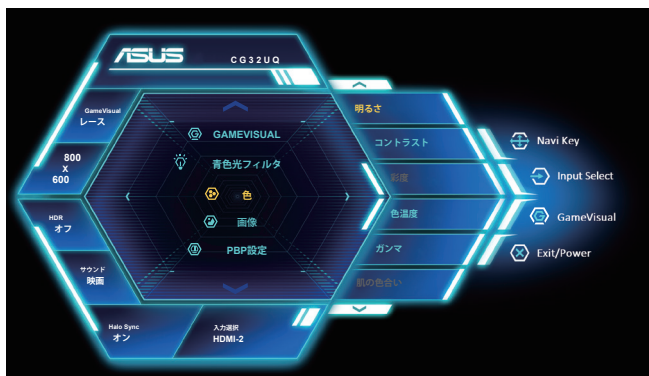 ASUS
CG32UQ
GameVisual
レース
800
X
600
HDR
オフ
サウンド
映画
Halo Sync
オン
入力選択
HDMI-2
GAMEVISUAL
青色光フィルタ
色
画像
PBP設定
明るさ
コントラスト
彩度
色温度
ガンマ
肌の色合い
Navi Key
Input Select
GameVisual
Exit/Power